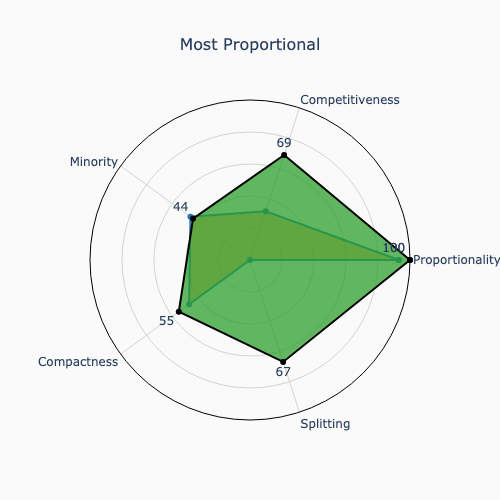 Most Proportional
Competitiveness
69
Minority
44
100
Proportionality
55
Compactness
67
Splitting